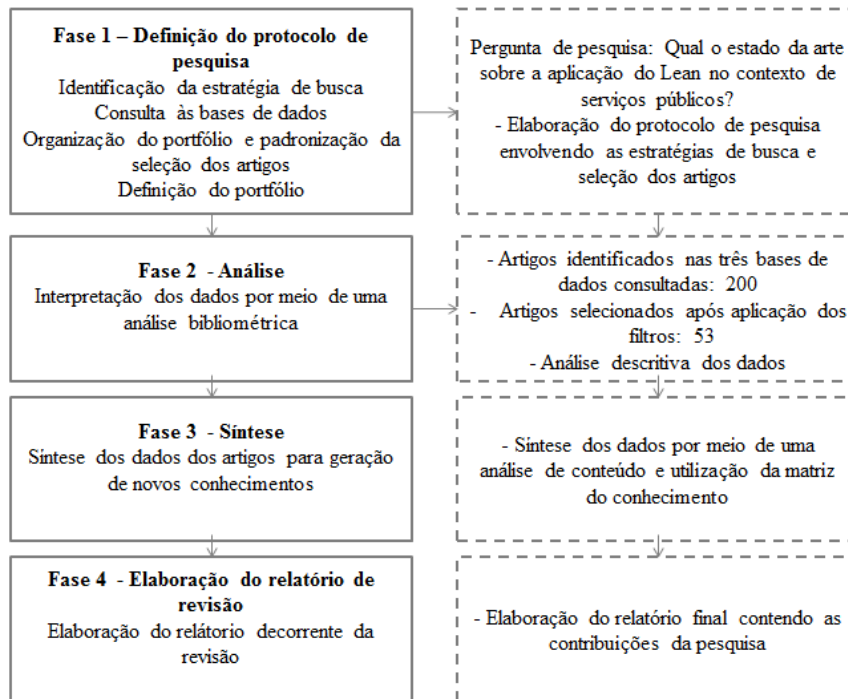 Fase 1 – Definição do protocolo de
pesquisa
Identificação da estratégia de busca
Consulta às bases de dados
Organização do portfólio e padronização da
seleção dos artigos
Definição do portfólio
Pergunta de pesquisa: Qual o estado da arte
sobre a aplicação do Lean no contexto de
serviços públicos?
- Elaboração do protocolo de pesquisa
envolvendo as estratégias de busca e
seleção dos artigos
Fase 2 - Análise
Interpretação dos dados por meio de uma
análise bibliométrica
- Artigos identificados nas três bases de
dados consultadas: 200
- Artigos selecionados após aplicação dos
filtros: 53
- Análise descritiva dos dados
Fase 3 - Síntese
Síntese dos dados dos artigos para geração
de novos conhecimentos
- Síntese dos dados por meio de uma
análise de conteúdo e utilização da matriz
do conhecimento
Fase 4 - Elaboração do relatório de
revisão
Elaboração do relátorio decorrente da
revisão
- Elaboração do relatório final contendo as
contribuições da pesquisa